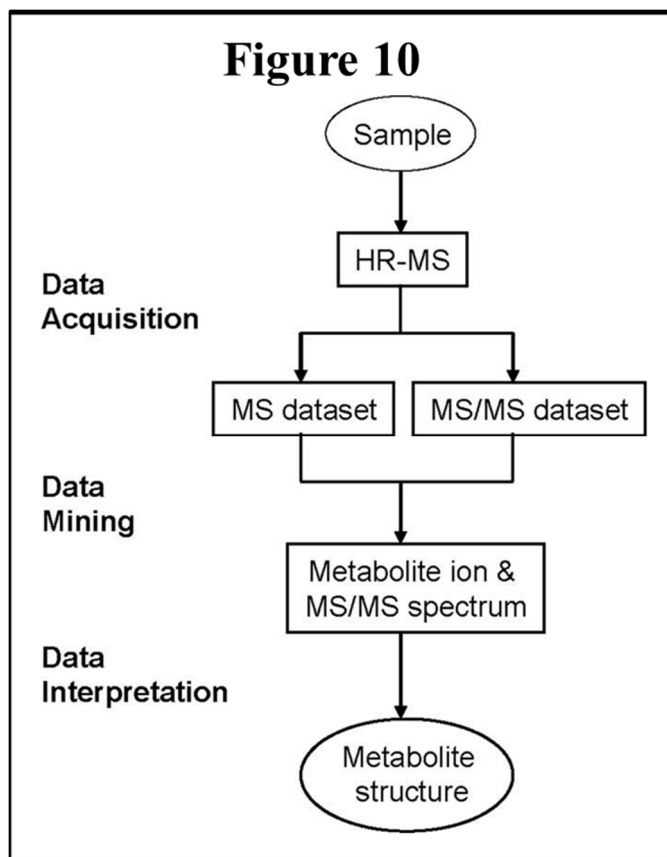 Figure 10
Sample
HR-MS
Data
Acquisition
MS dataset
MS/MS dataset
Data
Mining
Metabolite ion &
MS/MS spectrum
Data
Interpretation
Metabolite
structure